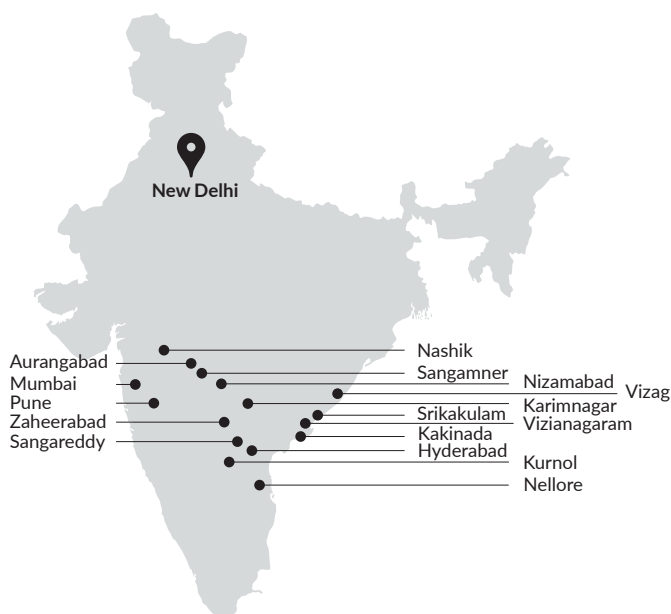 New Delhi
Aurangabad
Mumbai
Pune
Zaheerabad
Sangareddy
Nashik
Sangamner
Nizamabad
Vizag
Karimnagar
Srikakulam
Vizianagaram
Kakinada
Hyderabad
Kurnol
Nellore